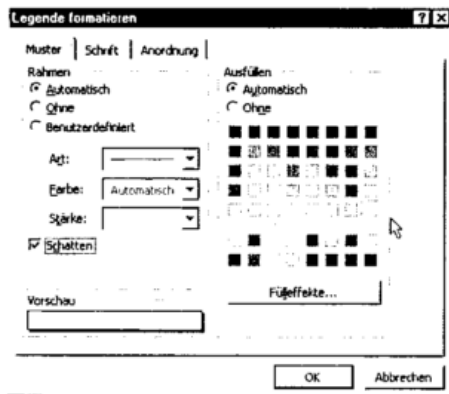 Legende formatieren
Muster Schrift Anordnung
Rahmen
Automatisch
Ohne
Benutzerdefiniert
Art:
Farbe: Automatisch
Stärke:
Schatten
Vorschau
Ausfüllen
Automatisch
Ohne
Fülleffekte...
OK Abbrechen